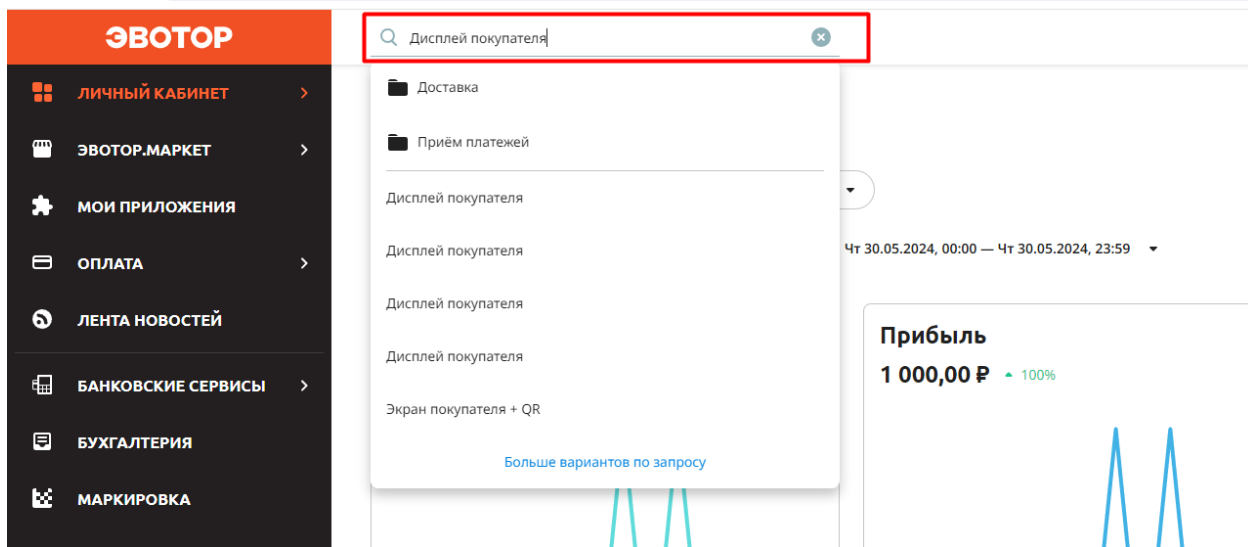 ЭВОТОР
Дисплей покупателя
ЛИЧНЫЙ КАБИНЕТ
ЭВОТОР.МАРКЕТ
МОИ ПРИЛОЖЕНИЯ
ОПЛАТА
ЛЕНТА НОВОСТЕЙ
БАНКОВСКИЕ СЕРВИСЫ
БУХГАЛТЕРИЯ
МАРКИРОВКА
Доставка
Приём платежей
Дисплей покупателя
Дисплей покупателя
Дисплей покупателя
Дисплей покупателя
Экран покупателя + QR
Больше вариантов по запросу
Чт 30.05.2024, 00:00 — Чт 30.05.2024, 23:59
Прибыль
1 000,00 ₽ 100%